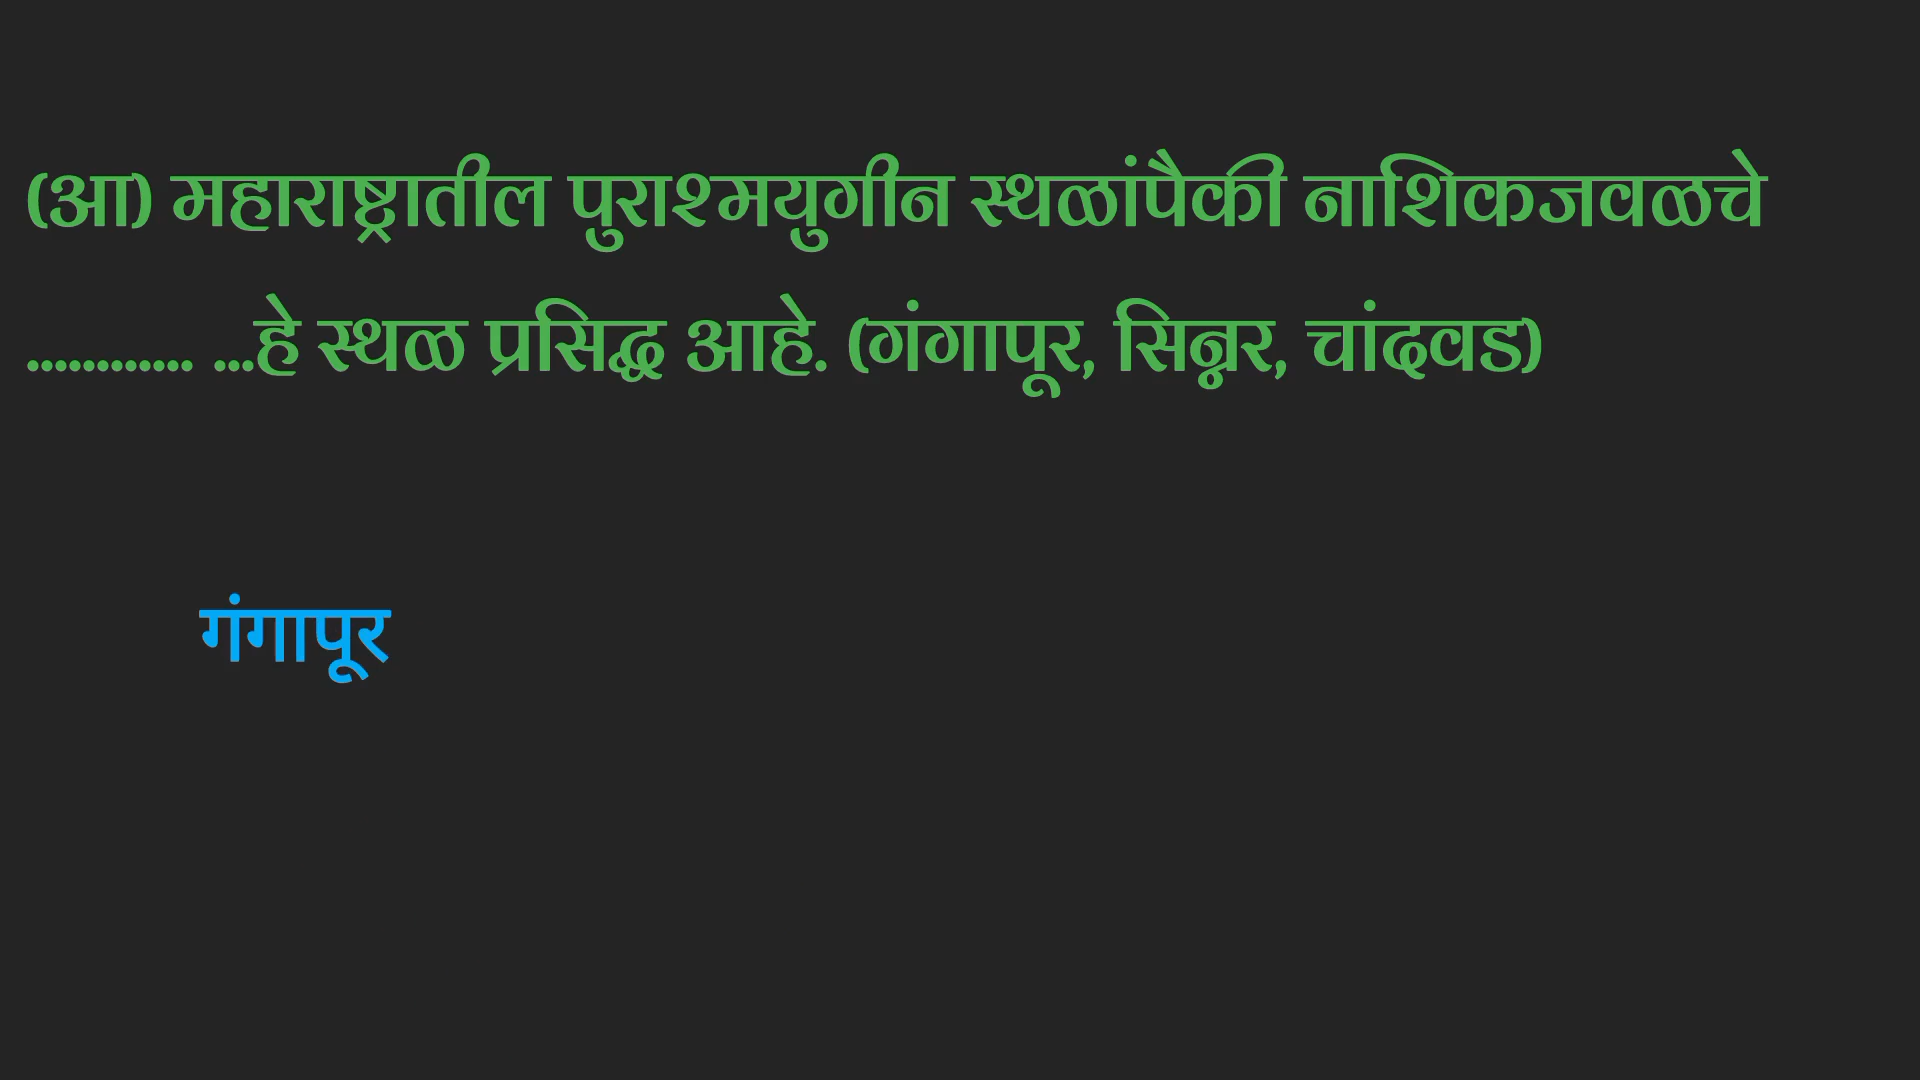 (आ) महाराष्ट्रातील पुराश्मयुगीन स्थळांपैकी नाशिकजवळचे
............ ...हे स्थळ प्रसिद्ध आहे. (गंगापूर, सिन्नर, चांदवड)
गंगापूर